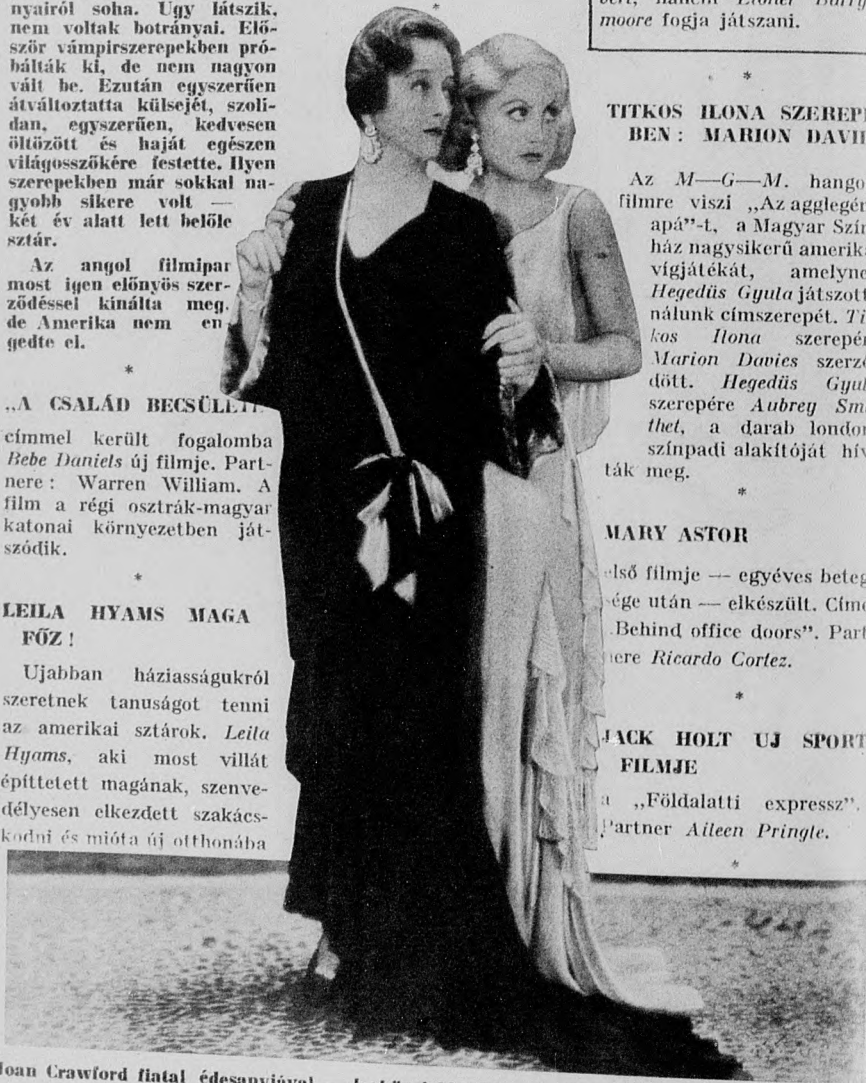 nyairól soha. Ugy látszik,
nem voltak botrányai. Elő-
ször vámpirszerepekben pró-
bálták ki, de nem nagyon
vált be. Ezután egyszerűen
átváltoztatta külsejét, szoli-
dan, egyszerűen, kedvesen
öltözött és haját egészen
világosszőkére festette. Ilyen
szerepekben már sokkal na-
gyobb sikere volt —
két év alatt lett belőle
sztár.
Az angol filmipar
most igen előnyös szer-
ződéssel kinálta meg,
de Amerika nem en
gedte el.
*
„A CSALÁD
címmel került fogalomba
Bebe Daniels új filmje. Part-
nere : Warren William. A
film a régi osztrák-magyar
katonai környezetben ját-
szódik.
*
LEILA HYAMS MAGA
FŐZ !
Ujabban háziasságukról
szeretnek tanuságot tenni
az amerikai sztárok. Leila
Hyams, aki most villát
építtetett magának, szenve-
délyesen elkezdett szakács-
kodni és mióta új otthonába
*
moore fogja játszani.
*
TITKOS ILONA SZEREP
BEN : MARION DAVI
Az M—G—M. hango
filmre viszi „Az agglegén
apá”-t, a Magyar Szín
ház nagysikerű amerika
vígjátékát, amelyne
Hegedüs Gyula játszott
nálunk címszerepét. Ti
kos Ilona szerepé
Marion Davies szerző
dött. Hegedüs Gyul
szerepére Aubrey Smi
thet, a darab london
színpadi alakítóját hív
ták meg.
*
MARY ASTOR
első filmje — egyéves beteg
sége után — elkészült. Címe
„Behind office doors”. Part
nere Ricardo Cortez.
*
JACK HOLT UJ SPORT
FILMJE
a „Földalatti expressz”.
Partner Aileen Pringle.
*
Joan Crawford fiatal édesanyjával